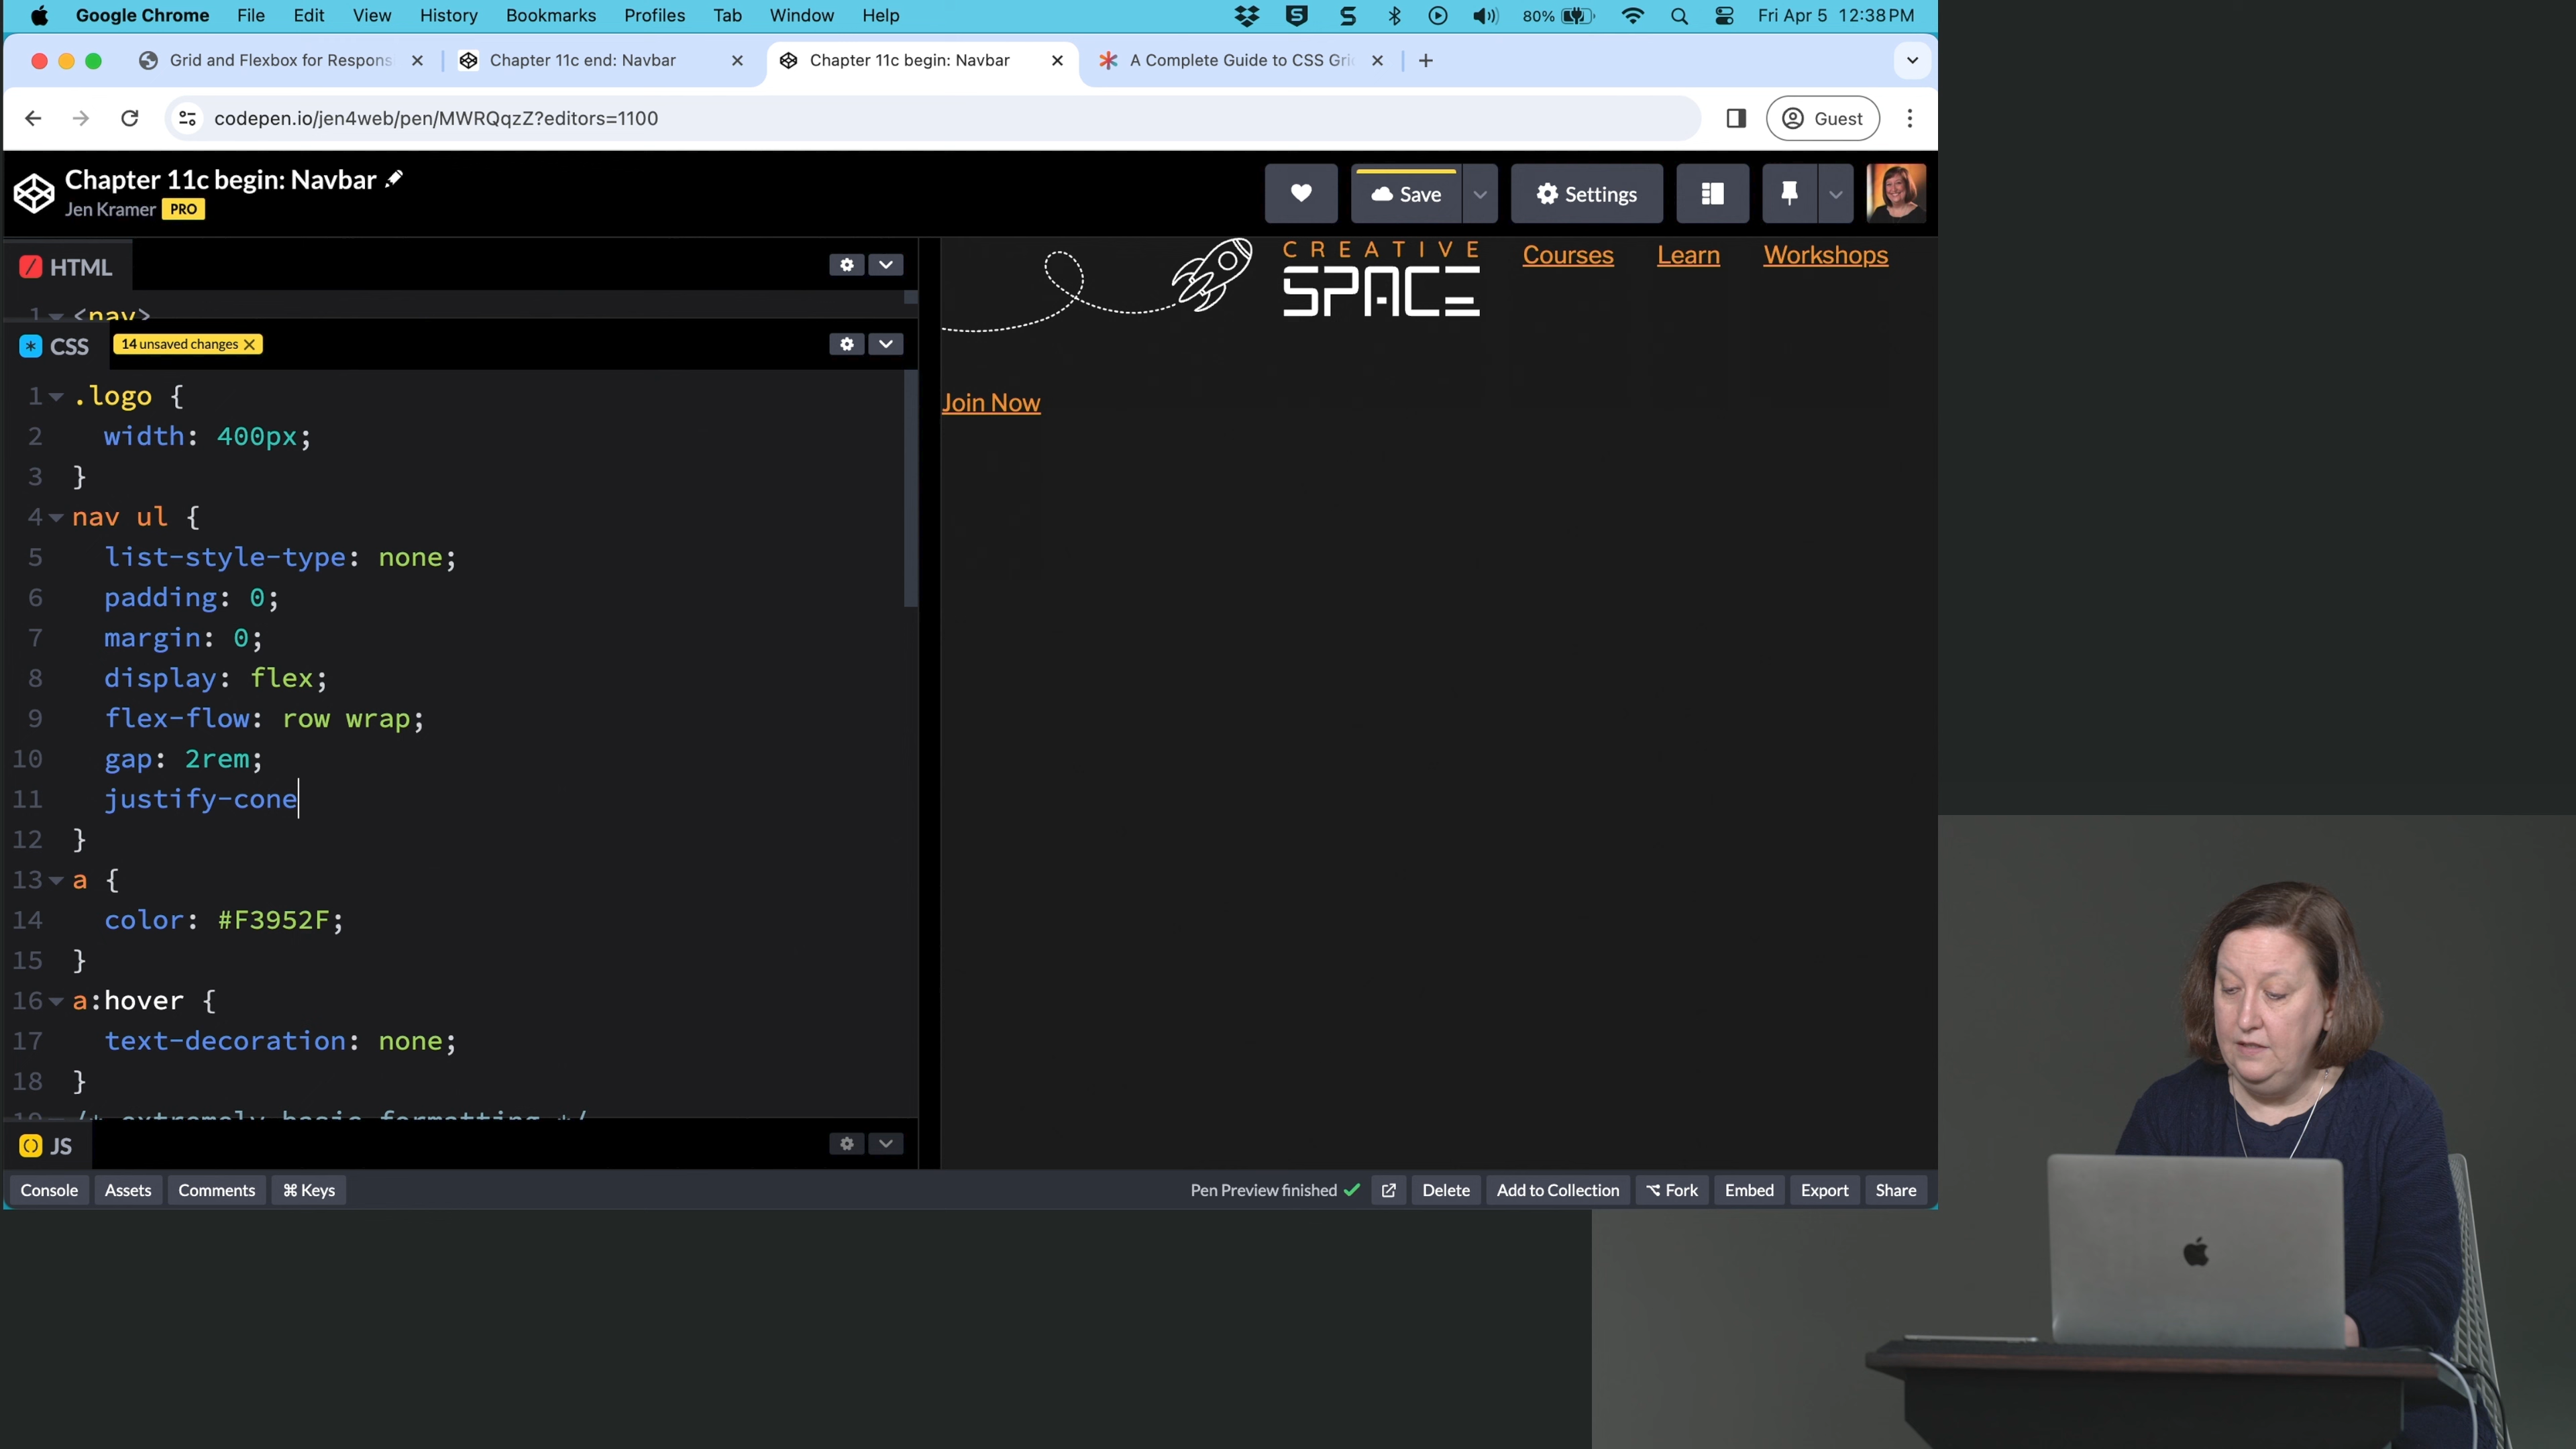 Google Chrome File Edit View History Bookmarks Profiles Tab Window Help 80% Fri Apr 5 12:38 PM
Grid and Flexbox for Respons Chapter 11c end: Navbar Chapter 11c begin: Navbar A Complete Guide to CSS Gri
codepen.io/jen4web/pen/MWRQqzZ?editors=1100 Guest
Chapter 11c begin: Navbar
Jen Kramer PRO
Save Settings
HTML
1 <nav>
CSS 14 unsaved changes
1 .logo {
2 width: 400px;
3 }
4 nav ul {
5 list-style-type: none;
6 padding: 0;
7 margin: 0;
8 display: flex;
9 flex-flow: row wrap;
10 gap: 2rem;
11 justify-cone
12 }
13 a {
14 color: #F3952F;
15 }
16 a:hover {
17 text-decoration: none;
18 }
19 /* extremely basic formatting */
JS
CREATIVE
SPACE
Courses Learn Workshops
Join Now
Console Assets Comments ⌘ Keys Pen Preview finished Delete Add to Collection ⌥ Fork Embed Export Share